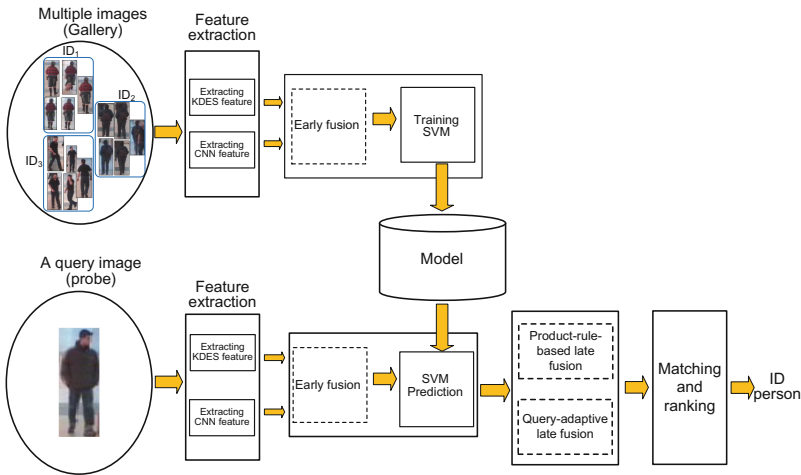 Multiple images
(Gallery)
ID1
ID2
ID3
Feature
extraction
Extracting
KDES feature
Extracting
CNN feature
Early fusion
Training
SVM
Model
A query image
(probe)
Feature
extraction
Extracting
KDES feature
Extracting
CNN feature
Early fusion
SVM
Prediction
Product-rule-
based late
fusion
Query-adaptive
late fusion
Matching
and
ranking
ID
person